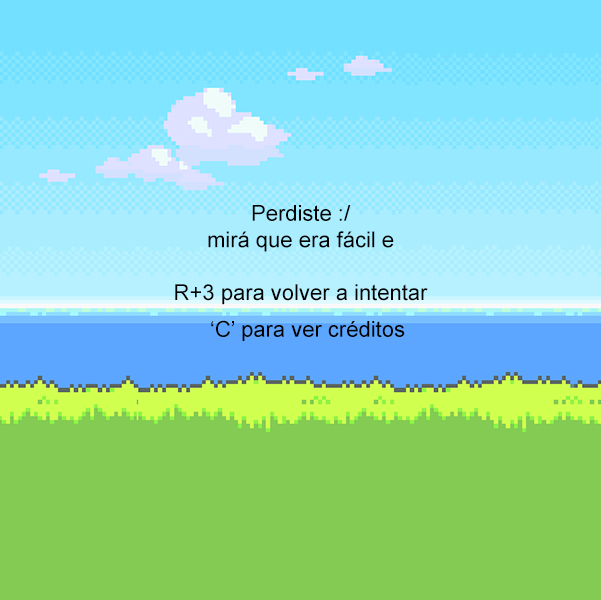 Perdiste :/
mirá que era fácil e
R+3 para volver a intentar
‘C’ para ver créditos